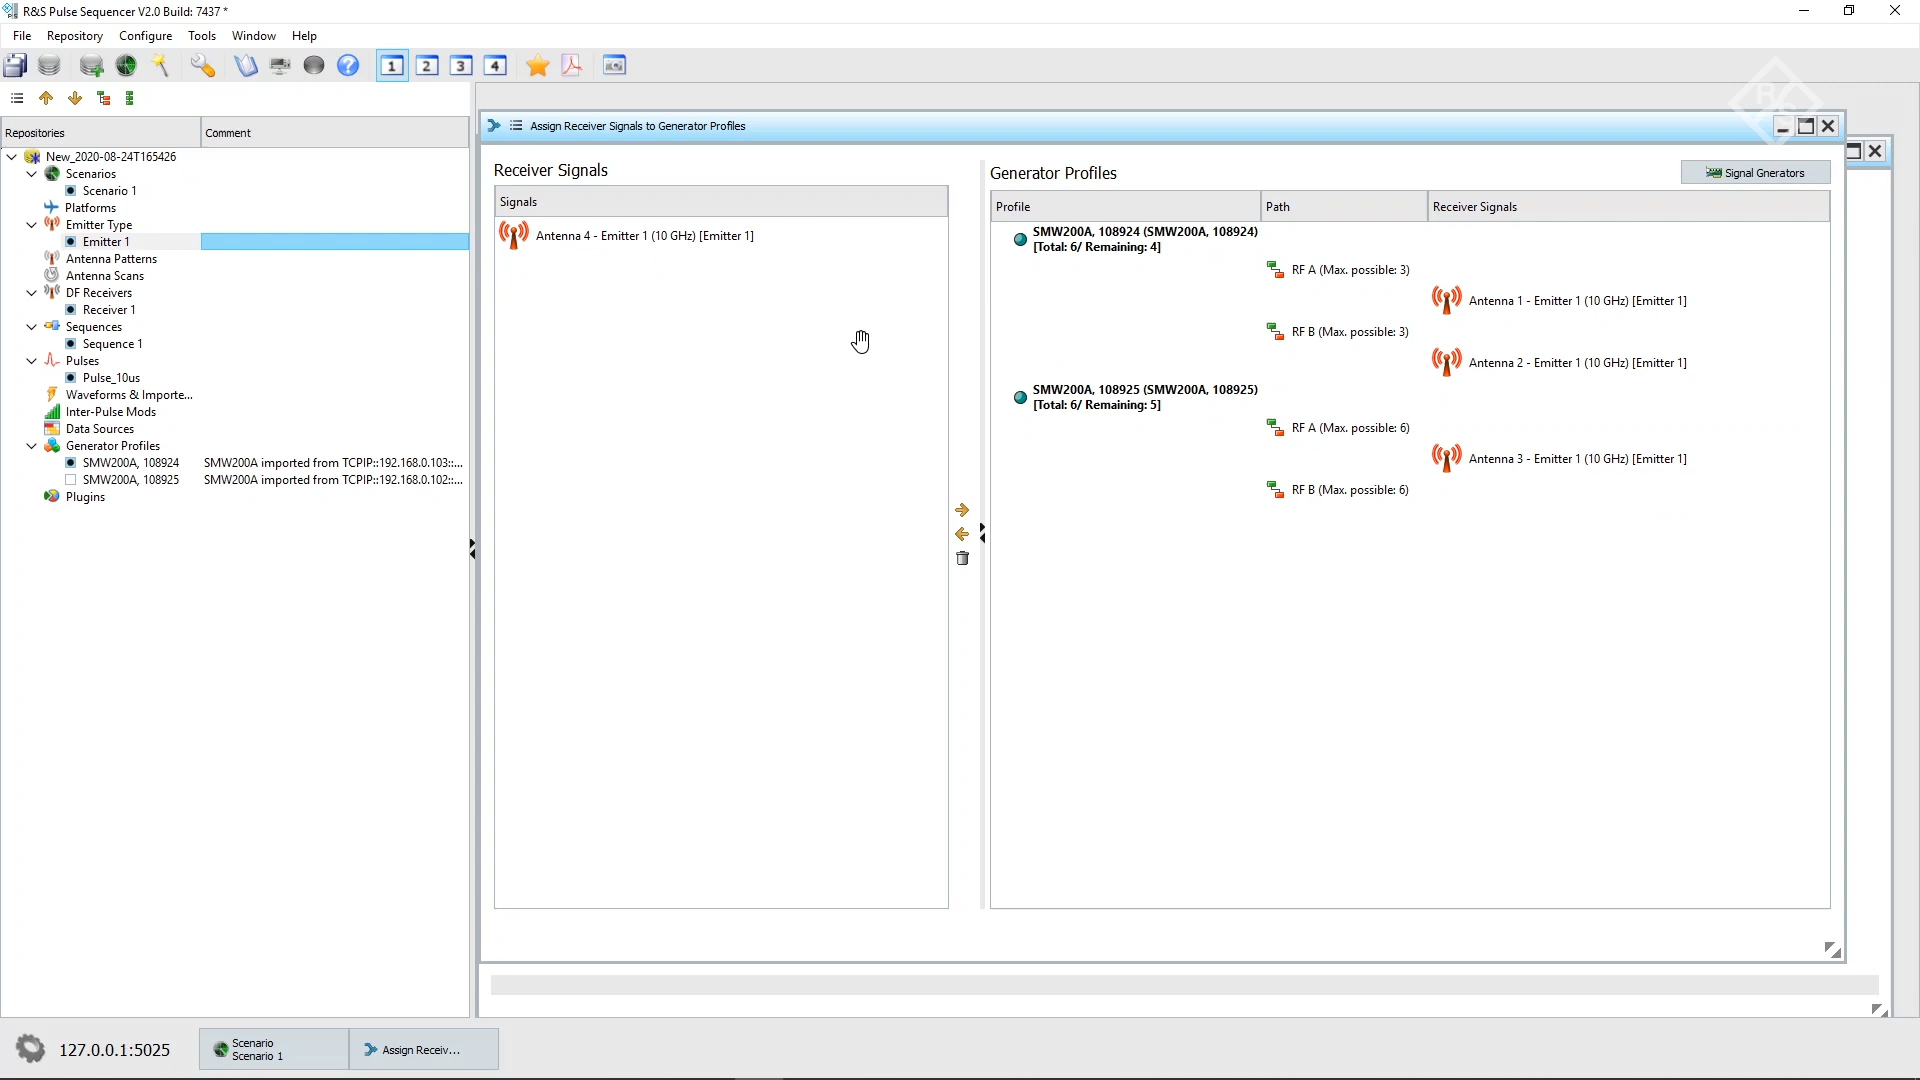 R&S Pulse Sequencer V2.0 Build: 7437 *
File Repository Configure Tools Window Help
1 2 3 4
Repositories Comment
New_2020-08-24T165426
Scenarios
Scenario 1
Platforms
Emitter Type
Emitter 1
Antenna Patterns
Antenna Scans
DF Receivers
Receiver 1
Sequences
Sequence 1
Pulses
Pulse_10us
Waveforms & Importe...
Inter-Pulse Mods
Data Sources
Generator Profiles
SMW200A, 108924 SMW200A imported from TCPIP::192.168.0.103::...
SMW200A, 108925 SMW200A imported from TCPIP::192.168.0.102::...
Plugins
Assign Receiver Signals to Generator Profiles
Receiver Signals
Signals
Antenna 4 - Emitter 1 (10 GHz) [Emitter 1]
Generator Profiles
Signal Gnerators
Profile Path Receiver Signals
SMW200A, 108924 (SMW200A, 108924)
[Total: 6/ Remaining: 4]
RF A (Max. possible: 3)
Antenna 1 - Emitter 1 (10 GHz) [Emitter 1]
RF B (Max. possible: 3)
Antenna 2 - Emitter 1 (10 GHz) [Emitter 1]
SMW200A, 108925 (SMW200A, 108925)
[Total: 6/ Remaining: 5]
RF A (Max. possible: 6)
Antenna 3 - Emitter 1 (10 GHz) [Emitter 1]
RF B (Max. possible: 6)
127.0.0.1:5025
Scenario
Scenario 1
Assign Receiv...